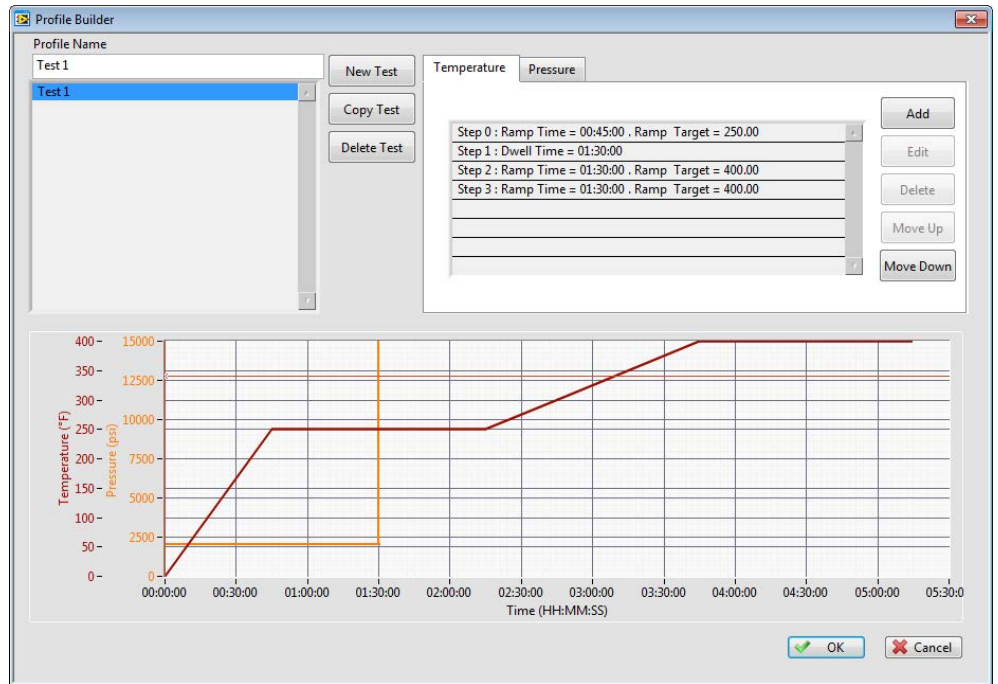 Profile Builder
Profile Name
Test 1
Test 1
New Test
Copy Test
Delete Test
Temperature
Pressure
Step 0 : Ramp Time = 00:45:00 . Ramp Target = 250.00
Step 1 : Dwell Time = 01:30:00
Step 2 : Ramp Time = 01:30:00 . Ramp Target = 400.00
Step 3 : Ramp Time = 01:30:00 . Ramp Target = 400.00
Add
Edit
Delete
Move Up
Move Down
Temperature (°F)
400
350
300
250
200
150
100
50
0
Pressure (psi)
15000
12500
10000
7500
5000
2500
0
00:00:00 00:30:00 01:00:00 01:30:00 02:00:00 02:30:00 03:00:00 03:30:00 04:00:00 04:30:00 05:00:00 05:30:0
Time (HH:MM:SS)
OK
Cancel